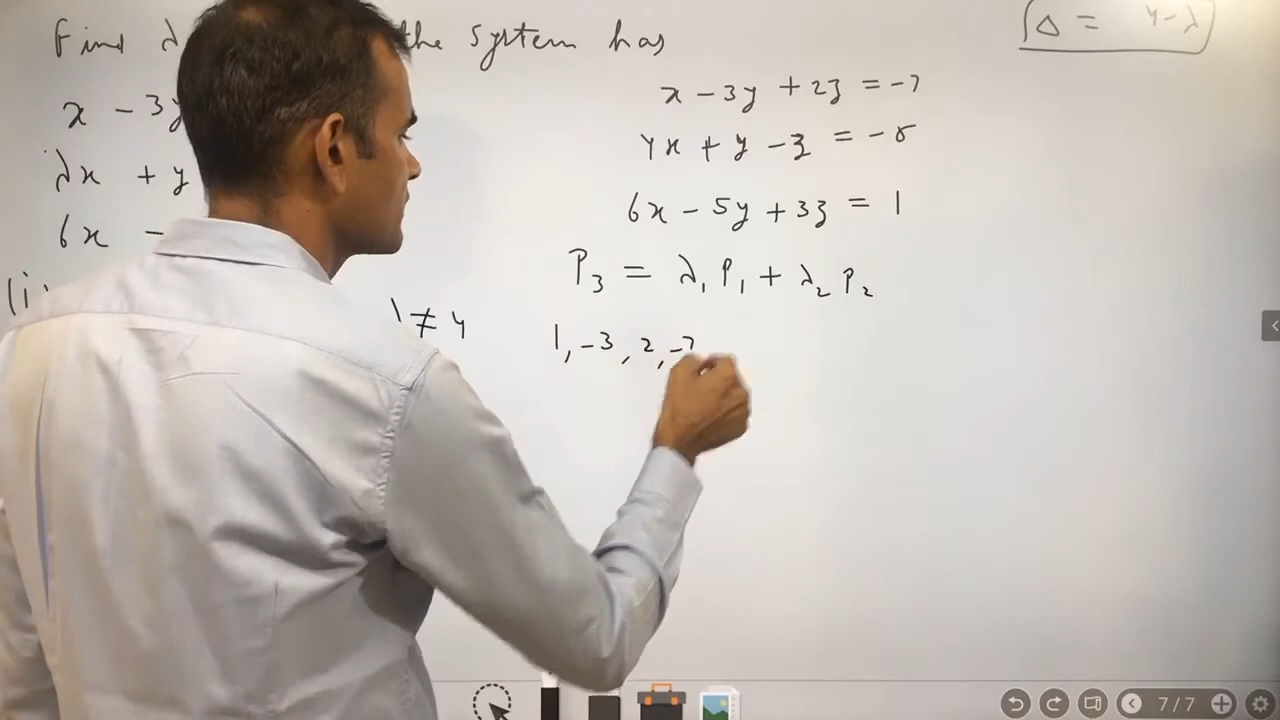 Find λ the system has
Δ = 4-λ
x - 3y
λx + y
6x -
(i)
λ ≠ 4
x - 3y + 2z = -7
4x + y - z = -8
6x - 5y + 3z = 1
P₃ = λ₁P₁ + λ₂P₂
1, -3, 2, -7
7/7